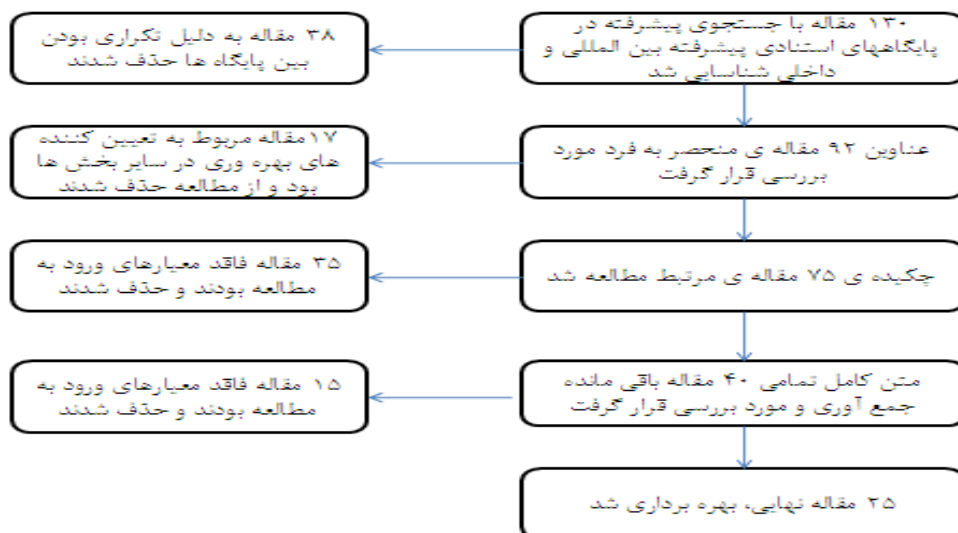 ۱۳۰ مقاله با جستجوی پیشرفته در
پایگاههای استنادی پیشرفته بین المللی و
داخلی شناسایی شد
۳۸ مقاله به دلیل تکراری بودن
بین پایگاه ها حذف شدند
عناوین ۹۲ مقاله ی منحصر به فرد مورد
بررسی قرار گرفت
۱۷مقاله مربوط به تعیین کننده
های بهره وری در سایر بخش ها
بود و از مطالعه حذف شدند
چکیده ی ۷۵ مقاله ی مرتبط مطالعه شد
۳۵ مقاله فاقد معیارهای ورود به
مطالعه بودند و حذف شدند
متن کامل تمامی ۴۰ مقاله باقی مانده
جمع آوری و مورد بررسی قرار گرفت
۱۵ مقاله فاقد معیارهای ورود به
مطالعه بودند و حذف شدند
۲۵ مقاله نهایی، بهره برداری شد